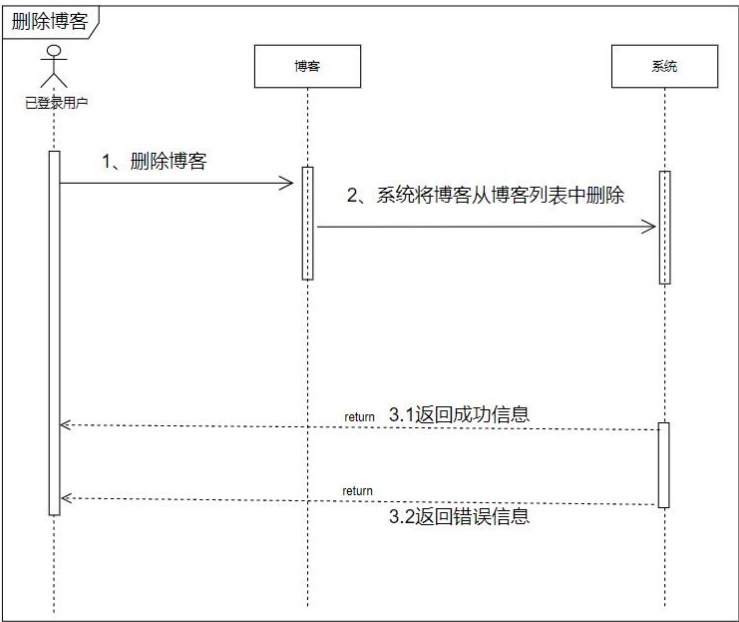 删除博客
已登录用户
博客
系统
1、删除博客
2、系统将博客从博客列表中删除
return 3.1返回成功信息
return
3.2返回错误信息